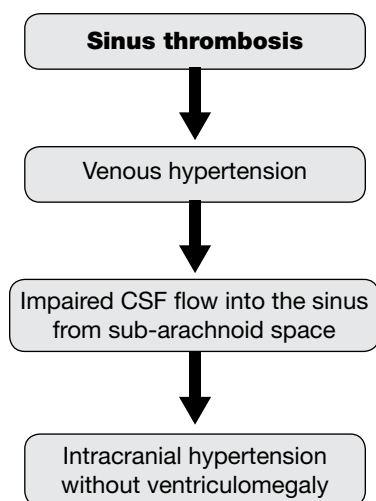 Sinus thrombosis
Venous hypertension
Impaired CSF flow into the sinus
from sub-arachnoid space
Intracranial hypertension
without ventriculomegaly